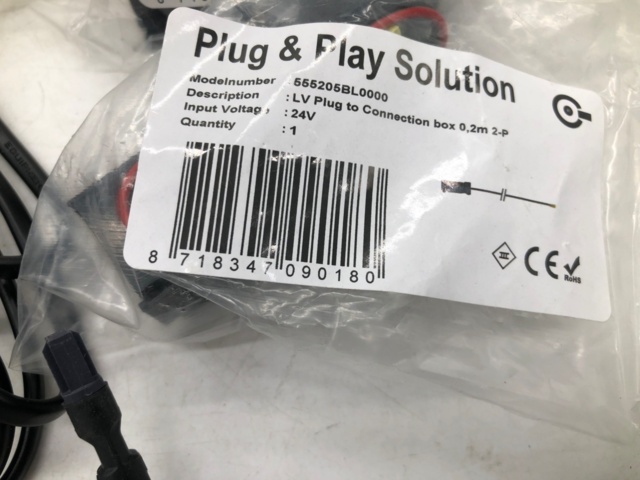 Plug & Play Solution
Modelnumber : 555205BL0000
Description : LV Plug to Connection box 0,2m 2-P
Input Voltage : 24V
Quantity : 1
8 718347 090180
III CE RoHS